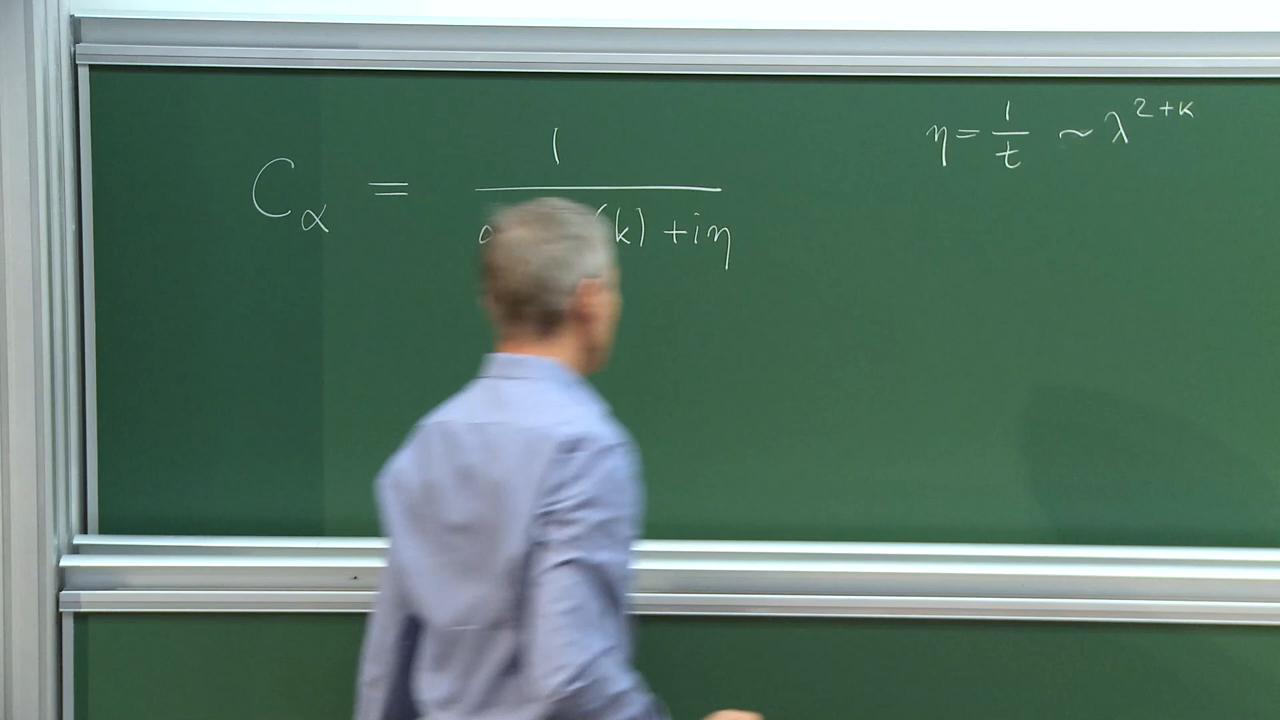 C_α = 1 / (k) + iη
η = 1/t ~ λ^{2+κ}